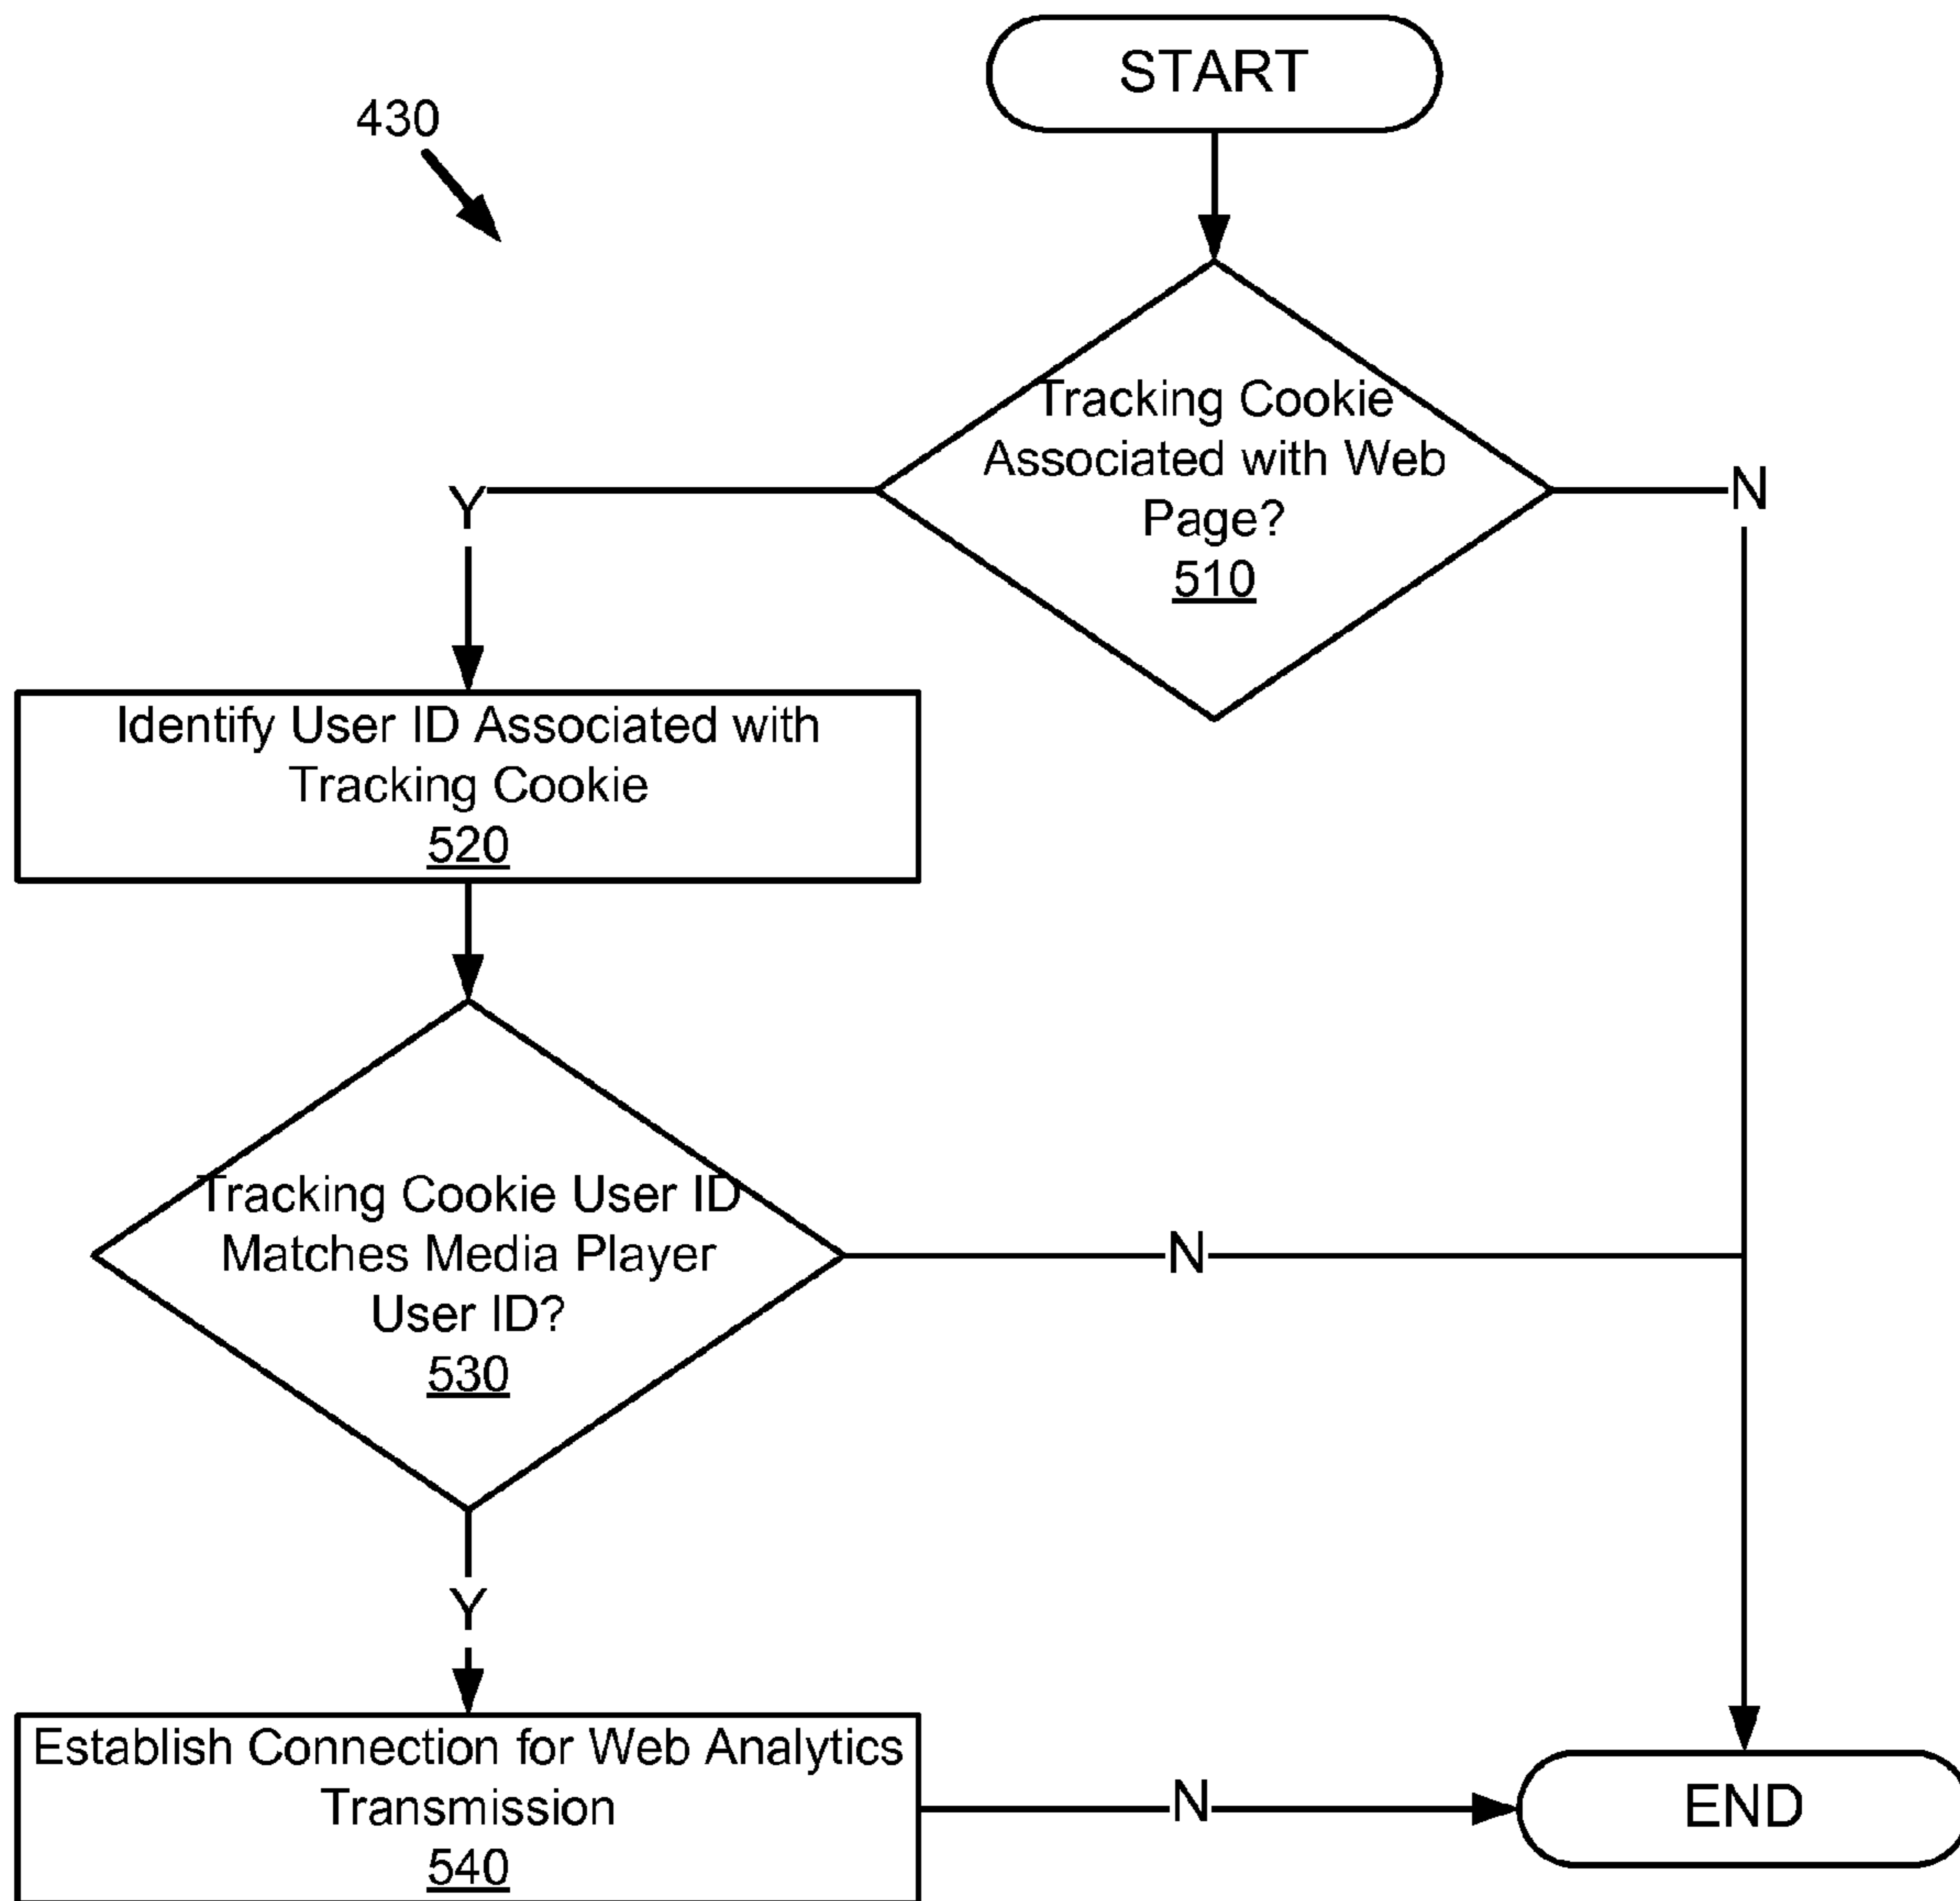 START
430
Tracking Cookie
Associated with Web
Page?
510
Y
N
Identify User ID Associated with
Tracking Cookie
520
Tracking Cookie User ID
Matches Media Player
User ID?
530
N
Y
Establish Connection for Web Analytics
Transmission
540
N
END